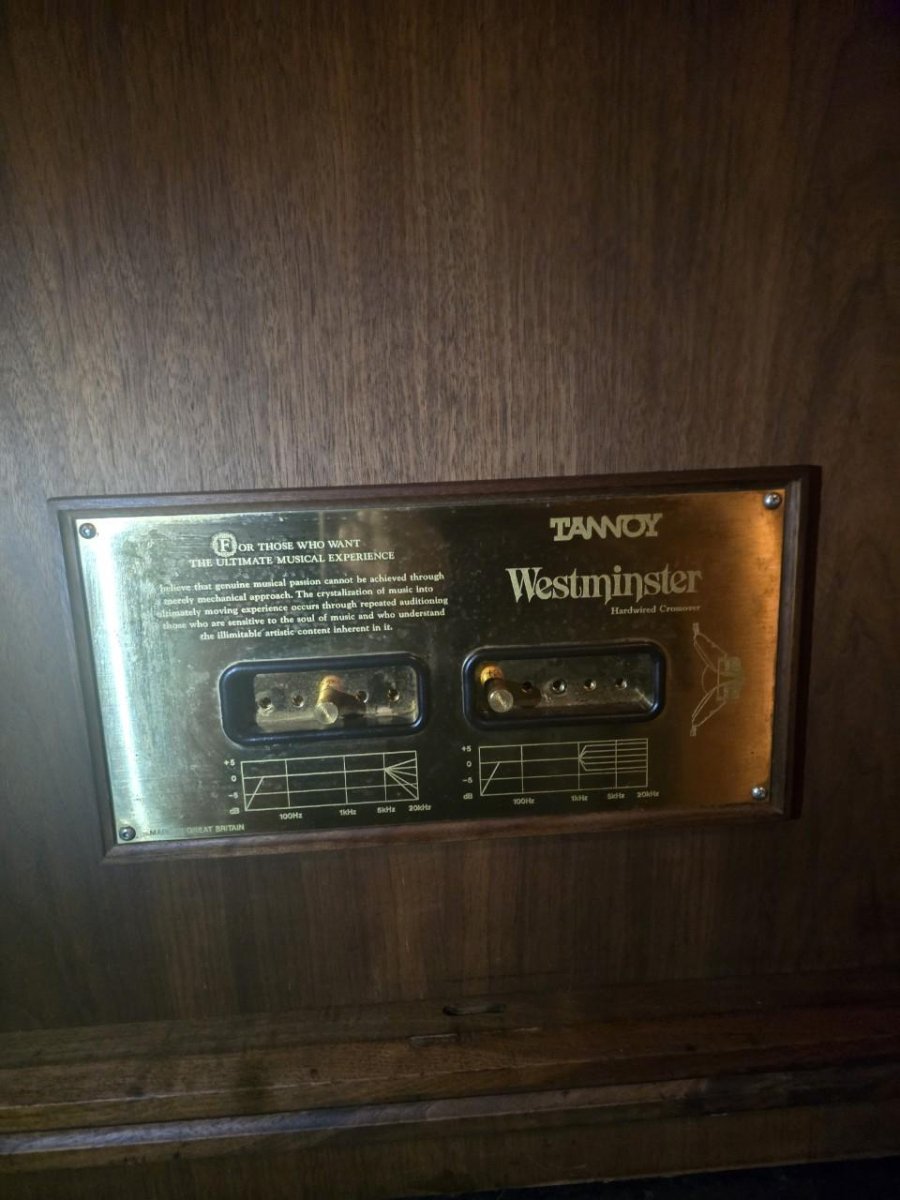 FOR THOSE WHO WANT
THE ULTIMATE MUSICAL EXPERIENCE
believe that genuine musical passion cannot be achieved through
merely mechanical approach. The crystalization of music into
ultimately moving experience occurs through repeated auditioning
those who are sensitive to the soul of music and who understand
the illimitable artistic content inherent in it.
TANNOY
Westminster
Hardwired Crossover
+5
0
-5
dB
100Hz 1kHz 5kHz 20kHz
+5
0
-5
dB
100Hz 1kHz 5kHz 20kHz
GREAT BRITAIN